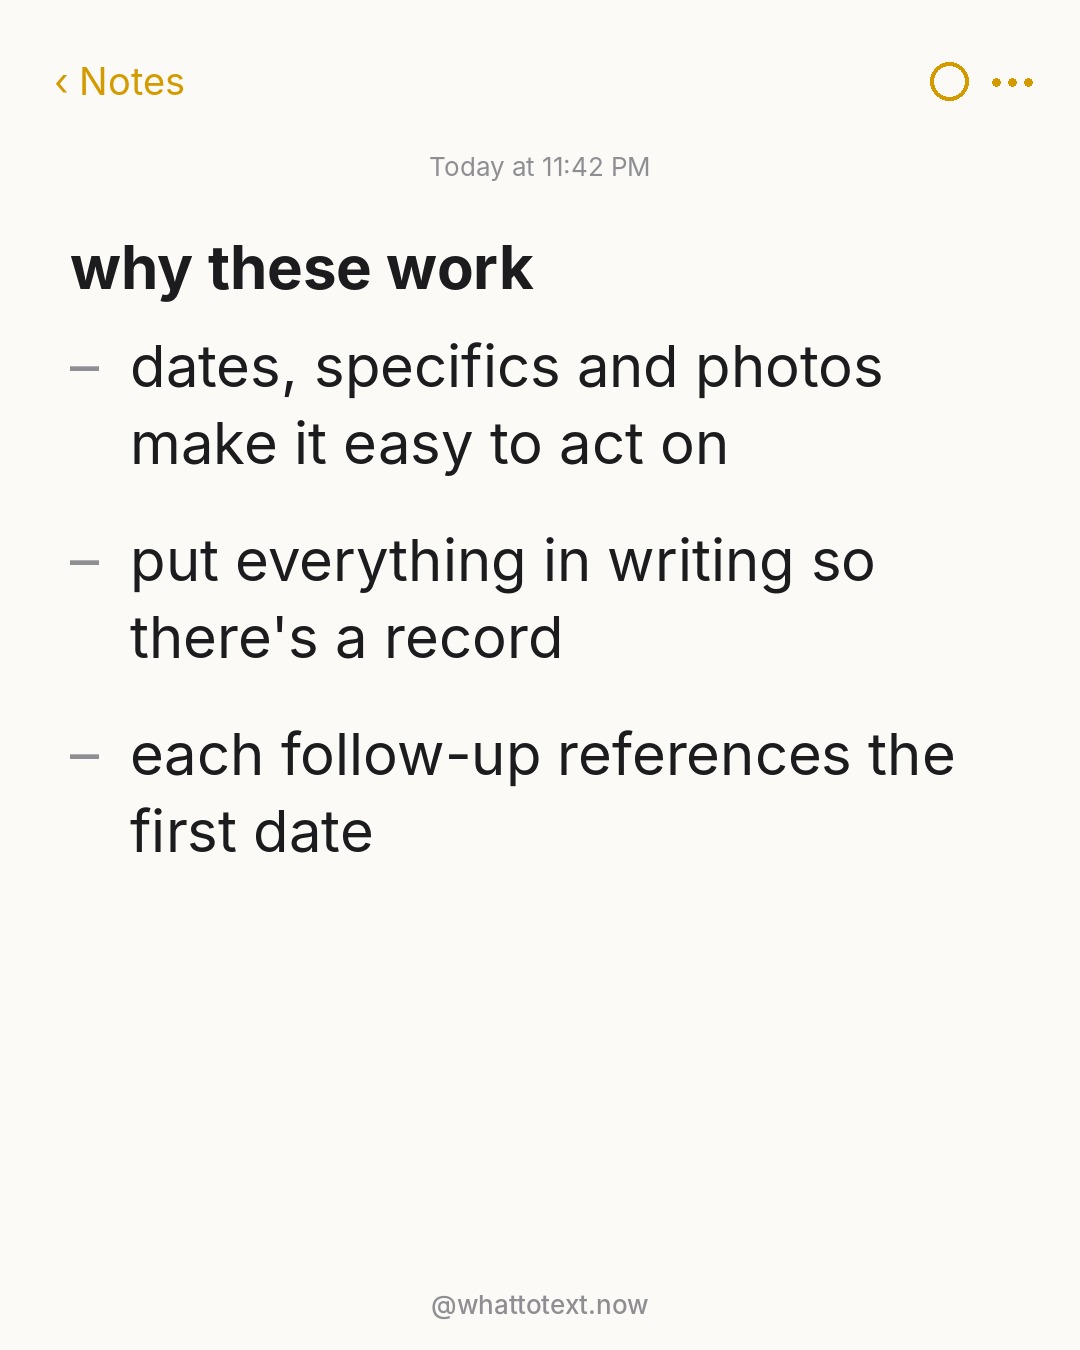 ‹ Notes
Today at 11:42 PM
why these work
– dates, specifics and photos
make it easy to act on
– put everything in writing so
there's a record
– each follow-up references the
first date
@whattotext.now